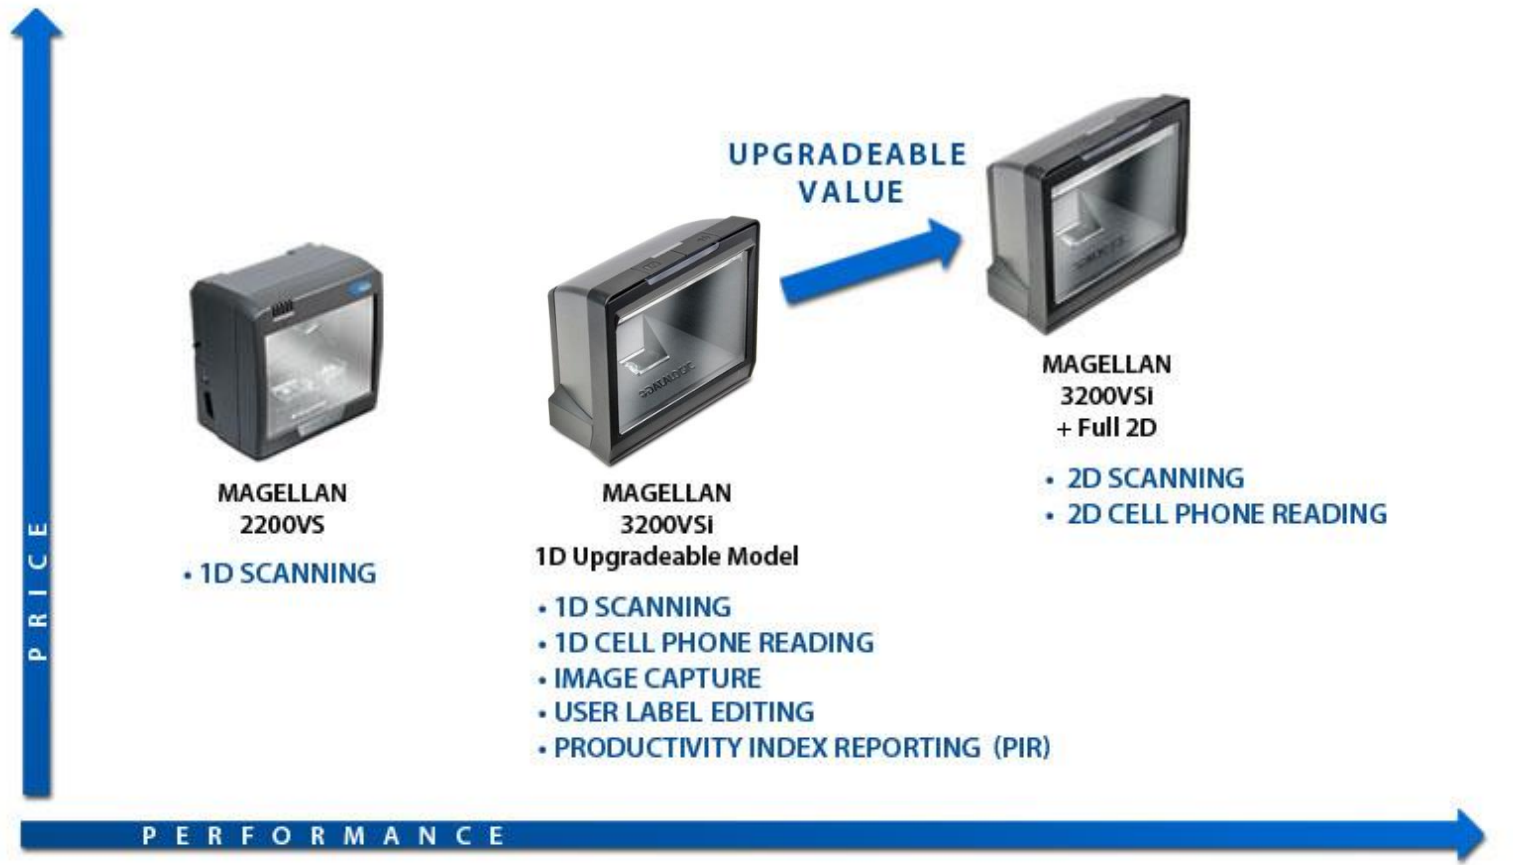 UPGRADEABLE
VALUE
DATALOGIC
MAGELLAN
3200VSi
+ Full 2D
• 2D SCANNING
• 2D CELL PHONE READING
MAGELLAN
2200VS
• 1D SCANNING
DATALOGIC
MAGELLAN
3200VSi
1D Upgradeable Model
• 1D SCANNING
• 1D CELL PHONE READING
• IMAGE CAPTURE
• USER LABEL EDITING
• PRODUCTIVITY INDEX REPORTING (PIR)
PRICE
PERFORMANCE